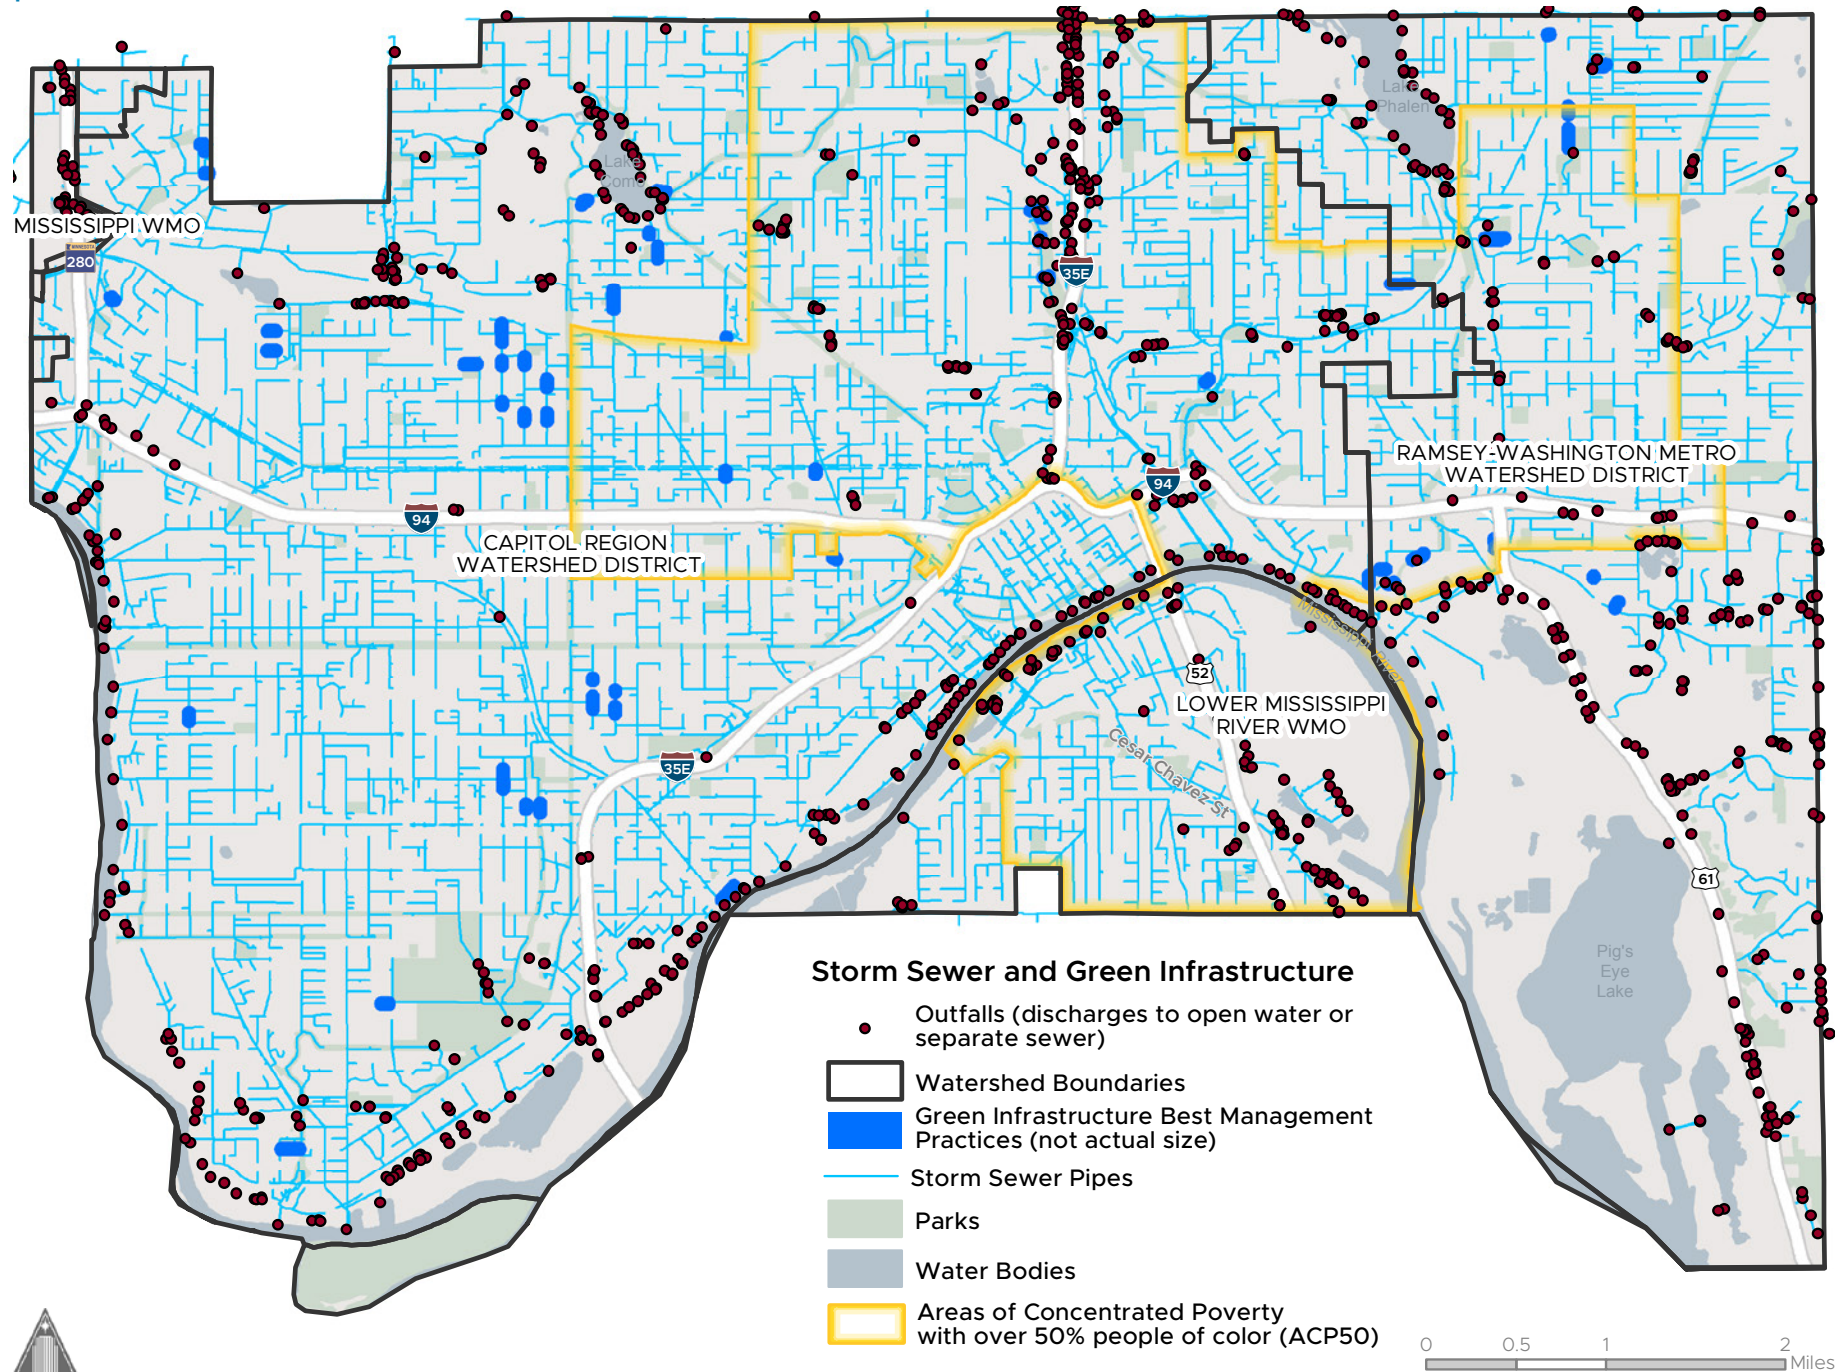 Lake
Phalen
Lake
Como
MISSISSIPPI WMO
MINNESOTA
280
35E
RAMSEY-WASHINGTON METRO
WATERSHED DISTRICT
94
94
CAPITOL REGION
WATERSHED DISTRICT
Mississippi River
52
LOWER MISSISSIPPI
RIVER WMO
Cesar Chavez St
35E
61
Pig's
Eye
Lake
Storm Sewer and Green Infrastructure
Outfalls (discharges to open water or
separate sewer)
Watershed Boundaries
Green Infrastructure Best Management
Practices (not actual size)
Storm Sewer Pipes
Parks
Water Bodies
Areas of Concentrated Poverty
with over 50% people of color (ACP50)
0 0.5 1 2
Miles